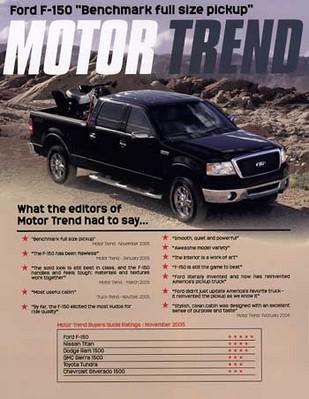 Ford F-150 "Benchmark full size pickup"
MOTOR TREND
What the editors of
Motor Trend had to say...
"Benchmark full size pickup"
Motor Trend - November 2005
"The F-150 has been flawless"
Motor Trend - January 2005
"The solid look is still best in class, and the F-150
handles and feels tough; materials and textures
work together"
Motor Trend - March 2005
"Most useful cabin"
Truck Trend - Nov/Dec 2005
"By far, the F-150 elicited the most kudos for
ride quality"
"Smooth, quiet and powerful"
"Awesome model variety"
"The interior is a work of art"
"F-150 is still the game to beat"
"Ford literally invented and now has reinvented
America's pickup truck"
"Ford didn't just update America's favorite truck-
it reinvented the pickup as we know it"
"Stylish, clean cabin was designed with an excellent
sense of purpose and taste"
Motor Trend - February 2004
Motor Trend Buyers Guide Ratings - November 2005
Ford F-150
Nissan Titan
Dodge Ram 1500
GMC Sierra 1500
Toyota Tundra
Chevrolet Silverado 1500